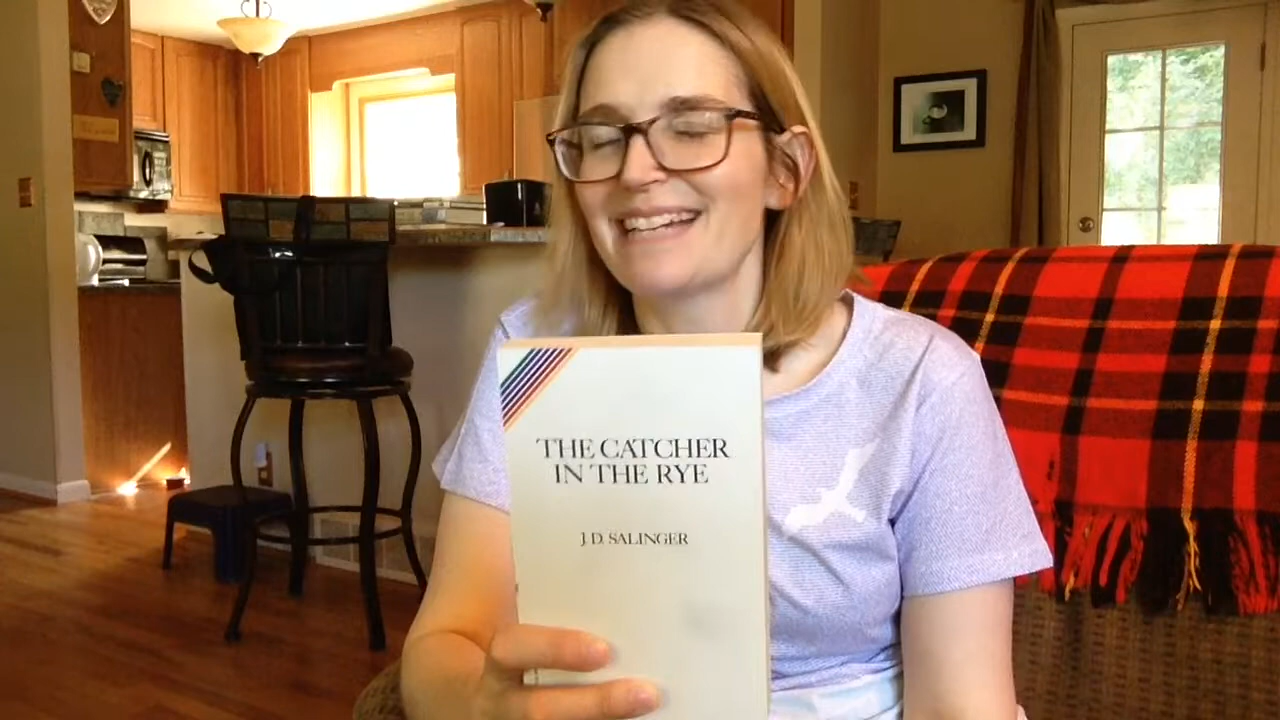 THE CATCHER
IN THE RYE
J. D. SALINGER